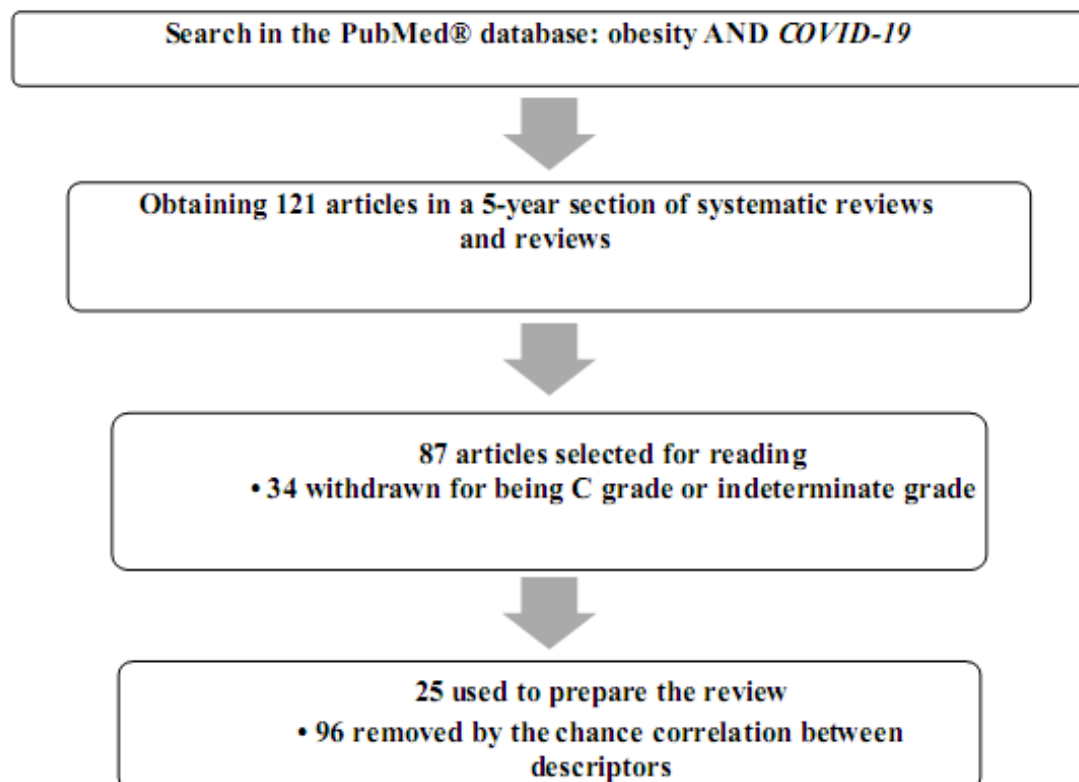 Search in the PubMed® database: obesity AND COVID-19
Obtaining 121 articles in a 5-year section of systematic reviews
and reviews
87 articles selected for reading
• 34 withdrawn for being C grade or indeterminate grade
25 used to prepare the review
• 96 removed by the chance correlation between
descriptors